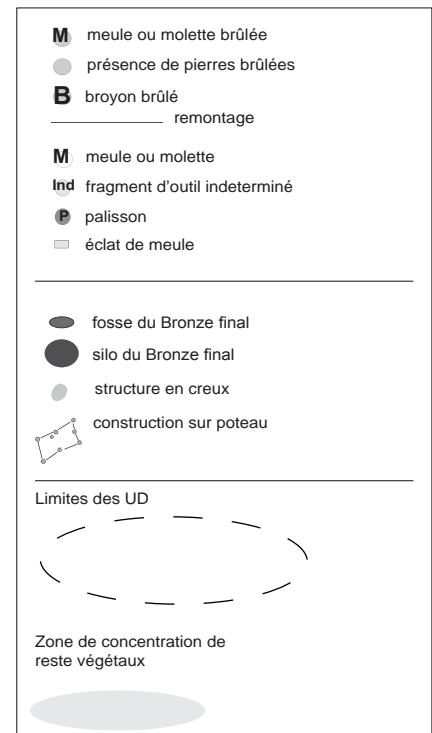 M meule ou molette brûlée
présence de pierres brûlées
B broyon brûlé
remontage
M meule ou molette
Ind fragment d'outil indeterminé
P palisson
éclat de meule
fosse du Bronze final
silo du Bronze final
structure en creux
construction sur poteau
Limites des UD
Zone de concentration de
reste végétaux